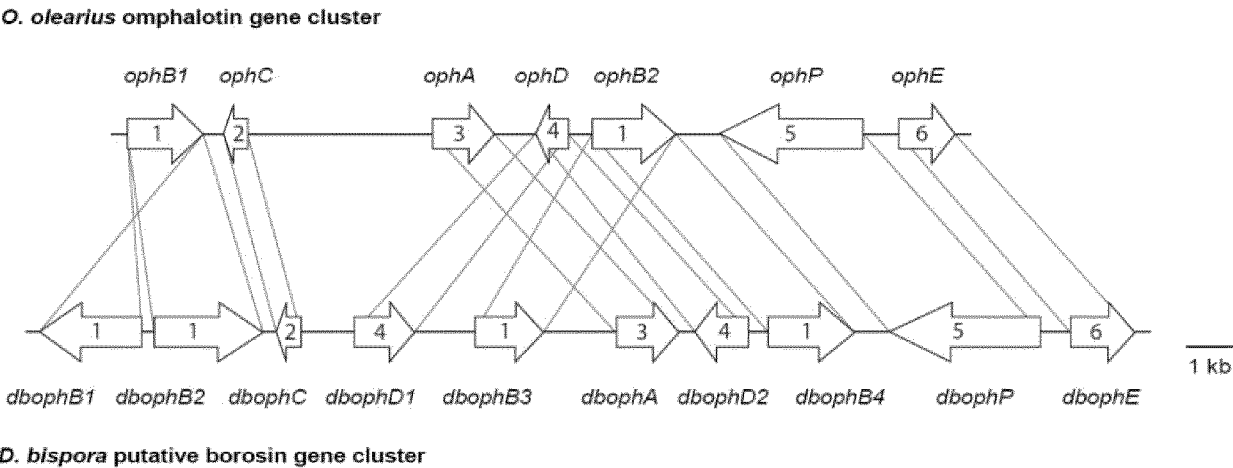 O. olearius omphalotin gene cluster
ophB1 ophC ophA ophD ophB2 ophP ophE
1 2 3 4 1 5 6
1 1 2 4 1 3 4 1 5 6
1 kb
dbophB1 dbophB2 dbophC dbophD1 dbophB3 dbophA dbophD2 dbophB4 dbophP dbophE
D. bispora putative borosin gene cluster